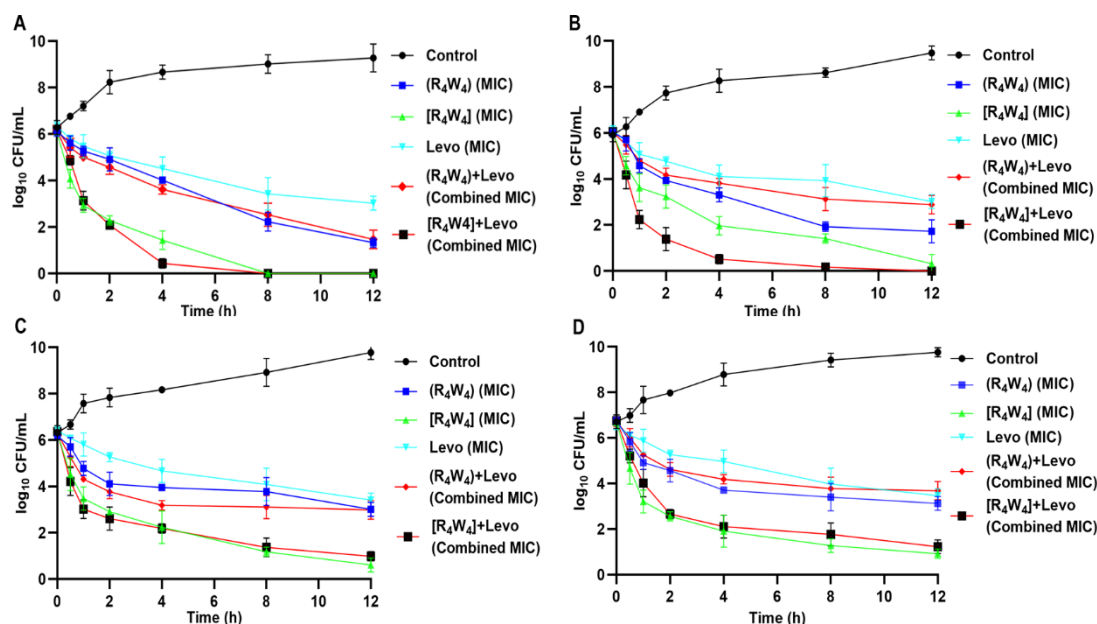 A
log10 CFU/mL
10
8
6
4
2
0
0
2
4
6
8
10
12
Time (h)
Control
(R4W4) (MIC)
[R4W4] (MIC)
Levo (MIC)
(R4W4)+Levo
(Combined MIC)
[R4W4]+Levo
(Combined MIC)
B
log10 CFU/mL
10
8
6
4
2
0
0
2
4
6
8
10
12
Time (h)
Control
(R4W4) (MIC)
[R4W4] (MIC)
Levo (MIC)
(R4W4)+Levo
(Combined MIC)
[R4W4]+Levo
(Combined MIC)
C
log10 CFU/mL
10
8
6
4
2
0
0
2
4
6
8
10
12
Time (h)
Control
(R4W4) (MIC)
[R4W4] (MIC)
Levo (MIC)
(R4W4)+Levo
(Combined MIC)
[R4W4]+Levo
(Combined MIC)
D
log10 CFU/mL
10
8
6
4
2
0
0
2
4
6
8
10
12
Time (h)
Control
(R4W4) (MIC)
[R4W4] (MIC)
Levo (MIC)
(R4W4)+Levo
(Combined MIC)
[R4W4]+Levo
(Combined MIC)